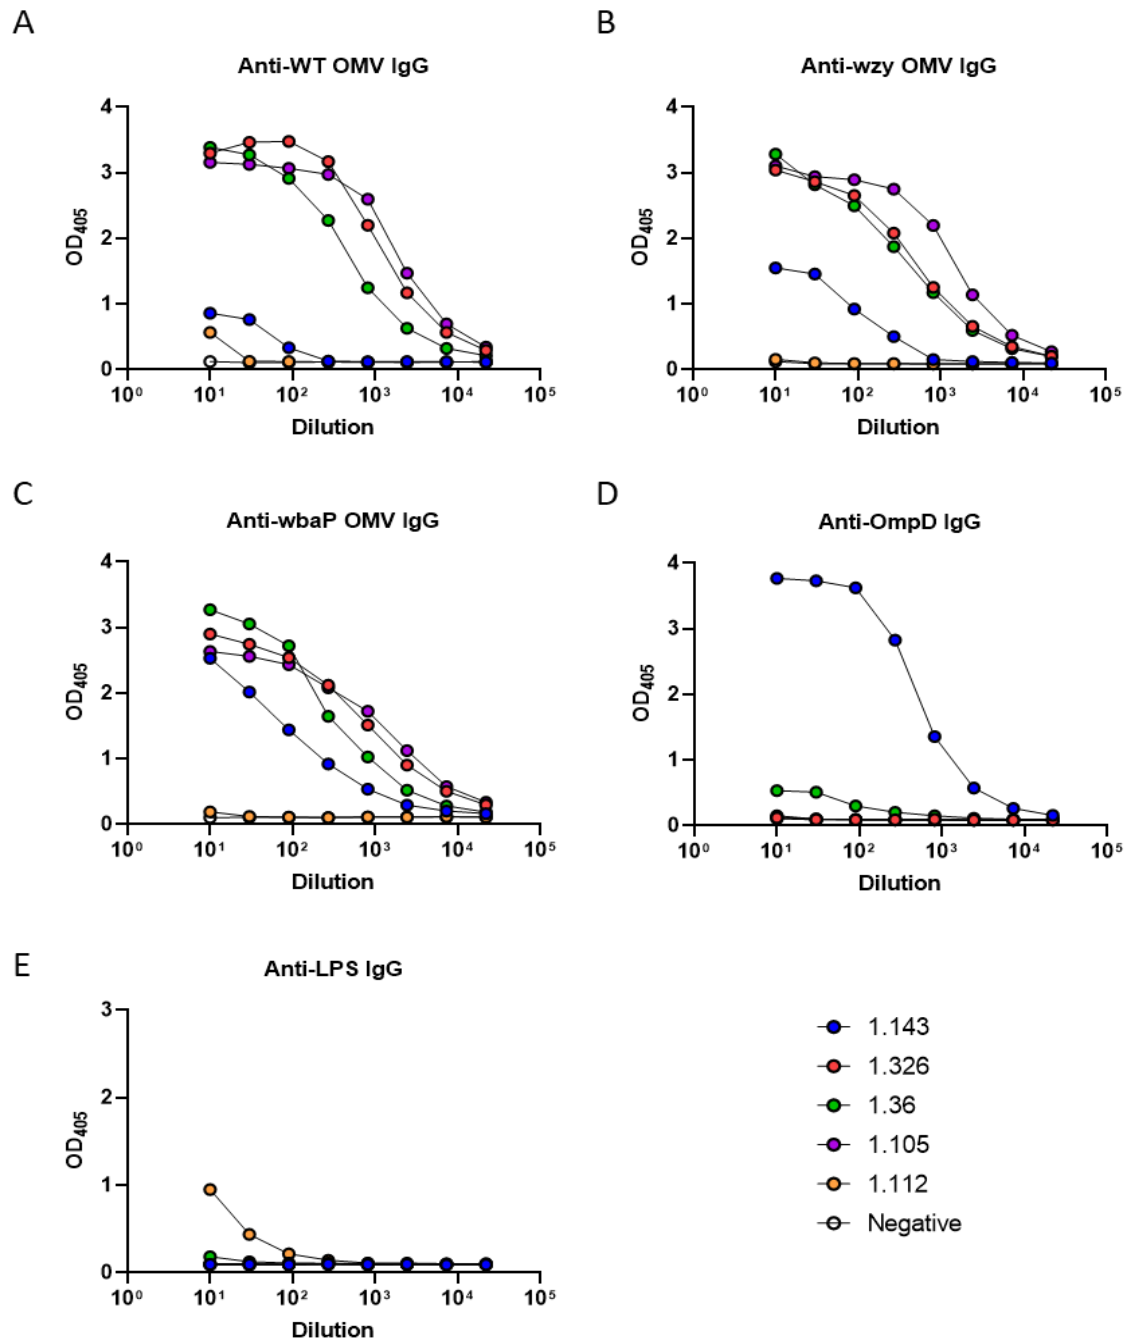 A
Anti-WT OMV IgG
OD405
4
3
2
1
0
10⁰ 10¹ 10² 10³ 10⁴ 10⁵
Dilution
B
Anti-wzy OMV IgG
OD405
4
3
2
1
0
10⁰ 10¹ 10² 10³ 10⁴ 10⁵
Dilution
C
Anti-wbaP OMV IgG
OD405
4
3
2
1
0
10⁰ 10¹ 10² 10³ 10⁴ 10⁵
Dilution
D
Anti-OmpD IgG
OD405
4
3
2
1
0
10⁰ 10¹ 10² 10³ 10⁴ 10⁵
Dilution
E
Anti-LPS IgG
OD405
3
2
1
0
10⁰ 10¹ 10² 10³ 10⁴ 10⁵
Dilution
1.143
1.326
1.36
1.105
1.112
Negative